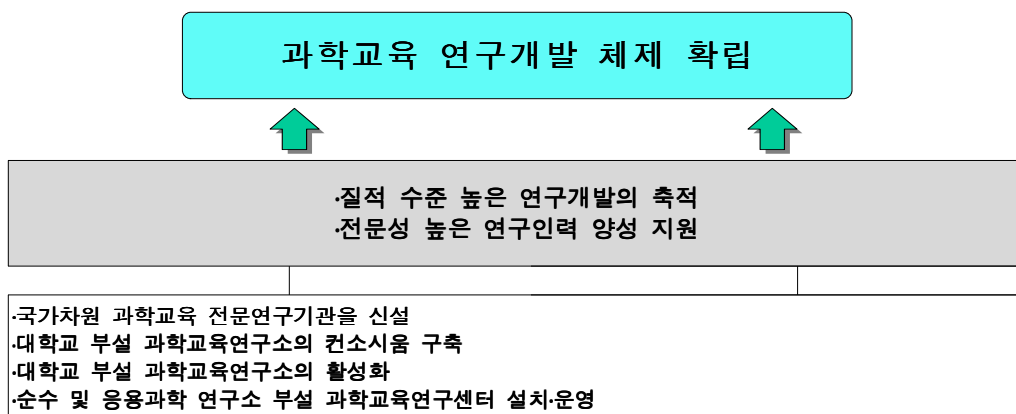 과학교육 연구개발 체제 확립
·질적 수준 높은 연구개발의 축적
·전문성 높은 연구인력 양성 지원
·국가차원 과학교육 전문연구기관을 신설
·대학교 부설 과학교육연구소의 컨소시움 구축
·대학교 부설 과학교육연구소의 활성화
·순수 및 응용과학 연구소 부설 과학교육연구센터 설치·운영